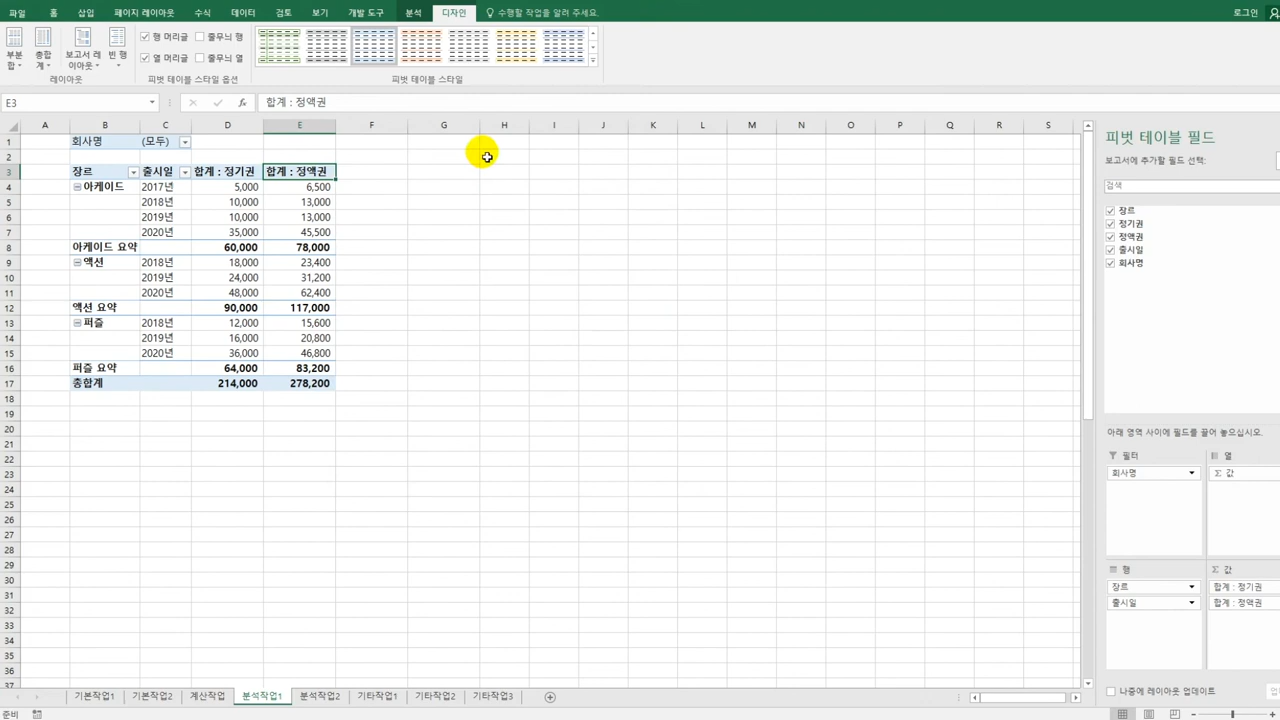 파일 홈 삽입 페이지 레이아웃 수식 데이터 검토 보기 개발 도구 분석 디자인 수행할 작업을 알려 주세요. 로그인
부분합 총합계 보고서 레이아웃 빈 행
행 머리글 줄무늬 행
열 머리글 줄무늬 열
레이아웃 피벗 테이블 스타일 옵션 피벗 테이블 스타일
E3 fx 합계 : 정액권
A B C D E F G H I J K L M N O P Q R S
1 회사명 (모두)
2
3 장르 출시일 합계 : 정기권 합계 : 정액권
4 아케이드 2017년 5,000 6,500
5 2018년 10,000 13,000
6 2019년 10,000 13,000
7 2020년 35,000 45,500
8 아케이드 요약 60,000 78,000
9 액션 2018년 18,000 23,400
10 2019년 24,000 31,200
11 2020년 48,000 62,400
12 액션 요약 90,000 117,000
13 퍼즐 2018년 12,000 15,600
14 2019년 16,000 20,800
15 2020년 36,000 46,800
16 퍼즐 요약 64,000 83,200
17 총합계 214,000 278,200
18
19
20
21
22
23
24
25
26
27
28
29
30
31
32
33
34
35
36
37
피벗 테이블 필드
보고서에 추가할 필드 선택:
검색
장르
정기권
정액권
출시일
회사명
아래 영역 사이에 필드를 끌어 놓으십시오.
필터 열
회사명 Σ 값
행 Σ 값
장르 합계 : 정기권
출시일 합계 : 정액권
나중에 레이아웃 업데이트
기본작업1 기본작업2 계산작업 분석작업1 분석작업2 기타작업1 기타작업2 기타작업3
준비